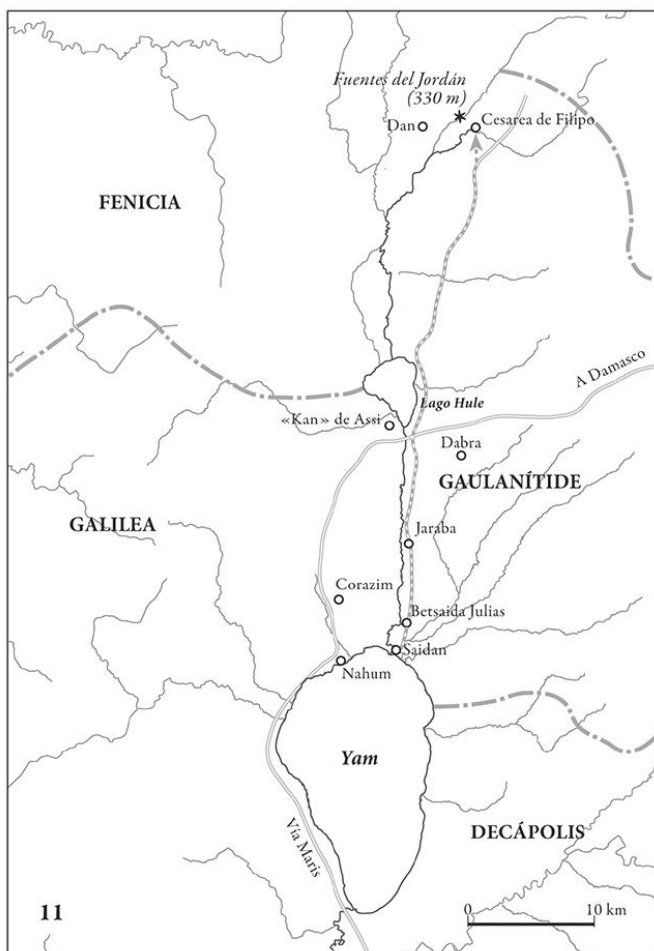 Fuentes del Jordán
(330 m)
Dan
Cesarea de Filipo
FENICIA
A Damasco
Lago Hule
«Kan» de Assi
Dabra
GAULANÍTIDE
GALILEA
Jaraba
Corazim
Betsaida Julias
Saidan
Nahum
Yam
Vía Maris
DECÁPOLIS
11
0 10 km